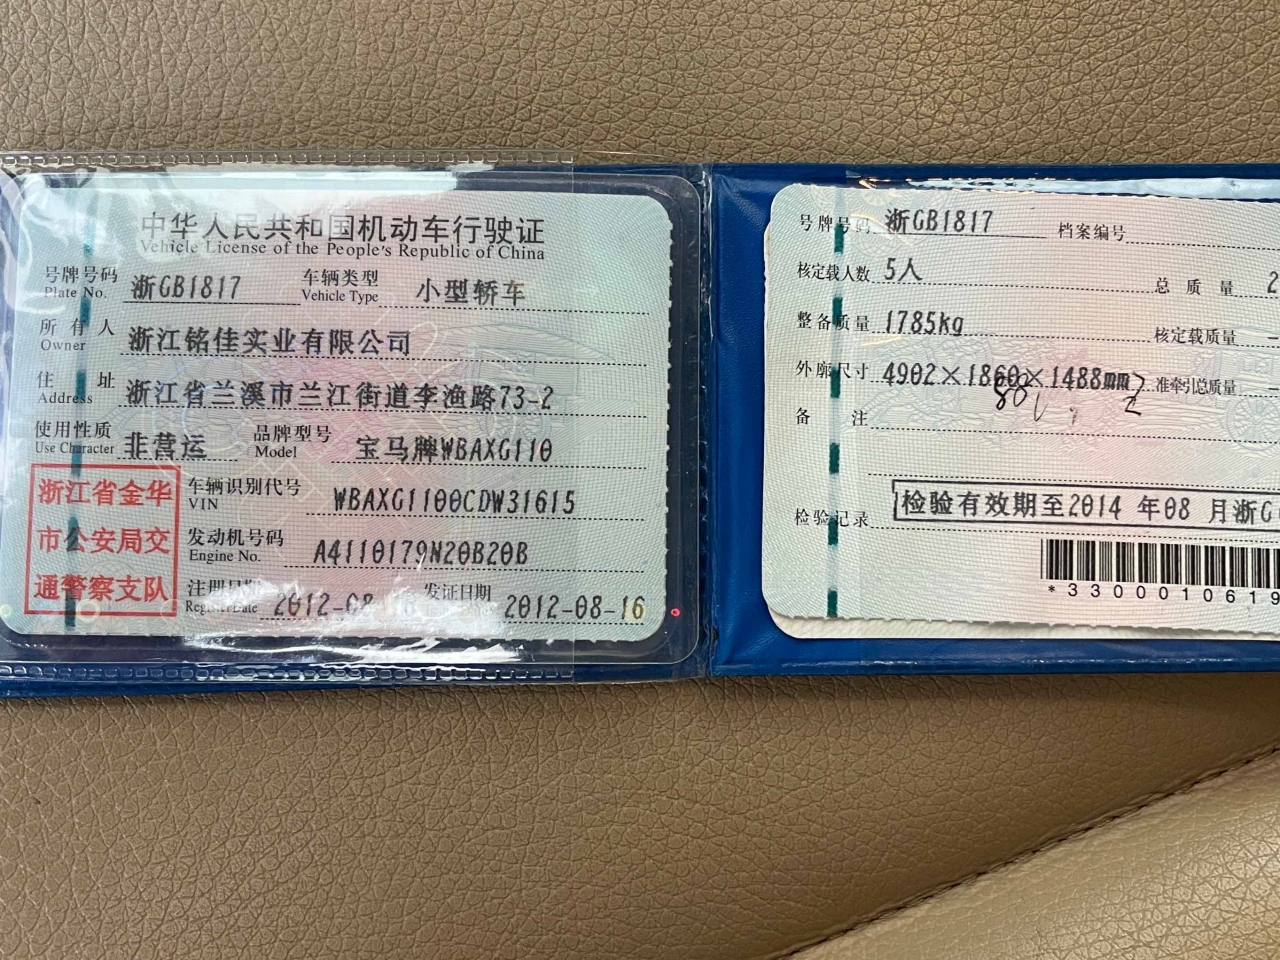 中华人民共和国机动车行驶证
Vehicle License of the People's Republic of China
号牌号码 浙GB1817 车辆类型 小型轿车
Plate No. Vehicle Type
所有人 浙江铭佳实业有限公司
Owner
住址 浙江省兰溪市兰江街道李渔路73-2
Address
使用性质 非营运 品牌型号 宝马牌WBAXG110
Use Character Model
浙江省金华
市公安局交
通警察支队
车辆识别代号 WBAXG1100CDW31615
VIN
发动机号码 A4110179N20B20B
Engine No.
注册日期 2012-08 发证日期 2012-08-16
Register Date
号牌号码 浙GB1817 档案编号
核定载人数 5人 总质量 2
整备质量 1785kg 核定载质量
外廓尺寸 4902×1860×1488mm 准牵引总质量
备注
检验记录 检验有效期至2014 年08 月浙G
*3300010619